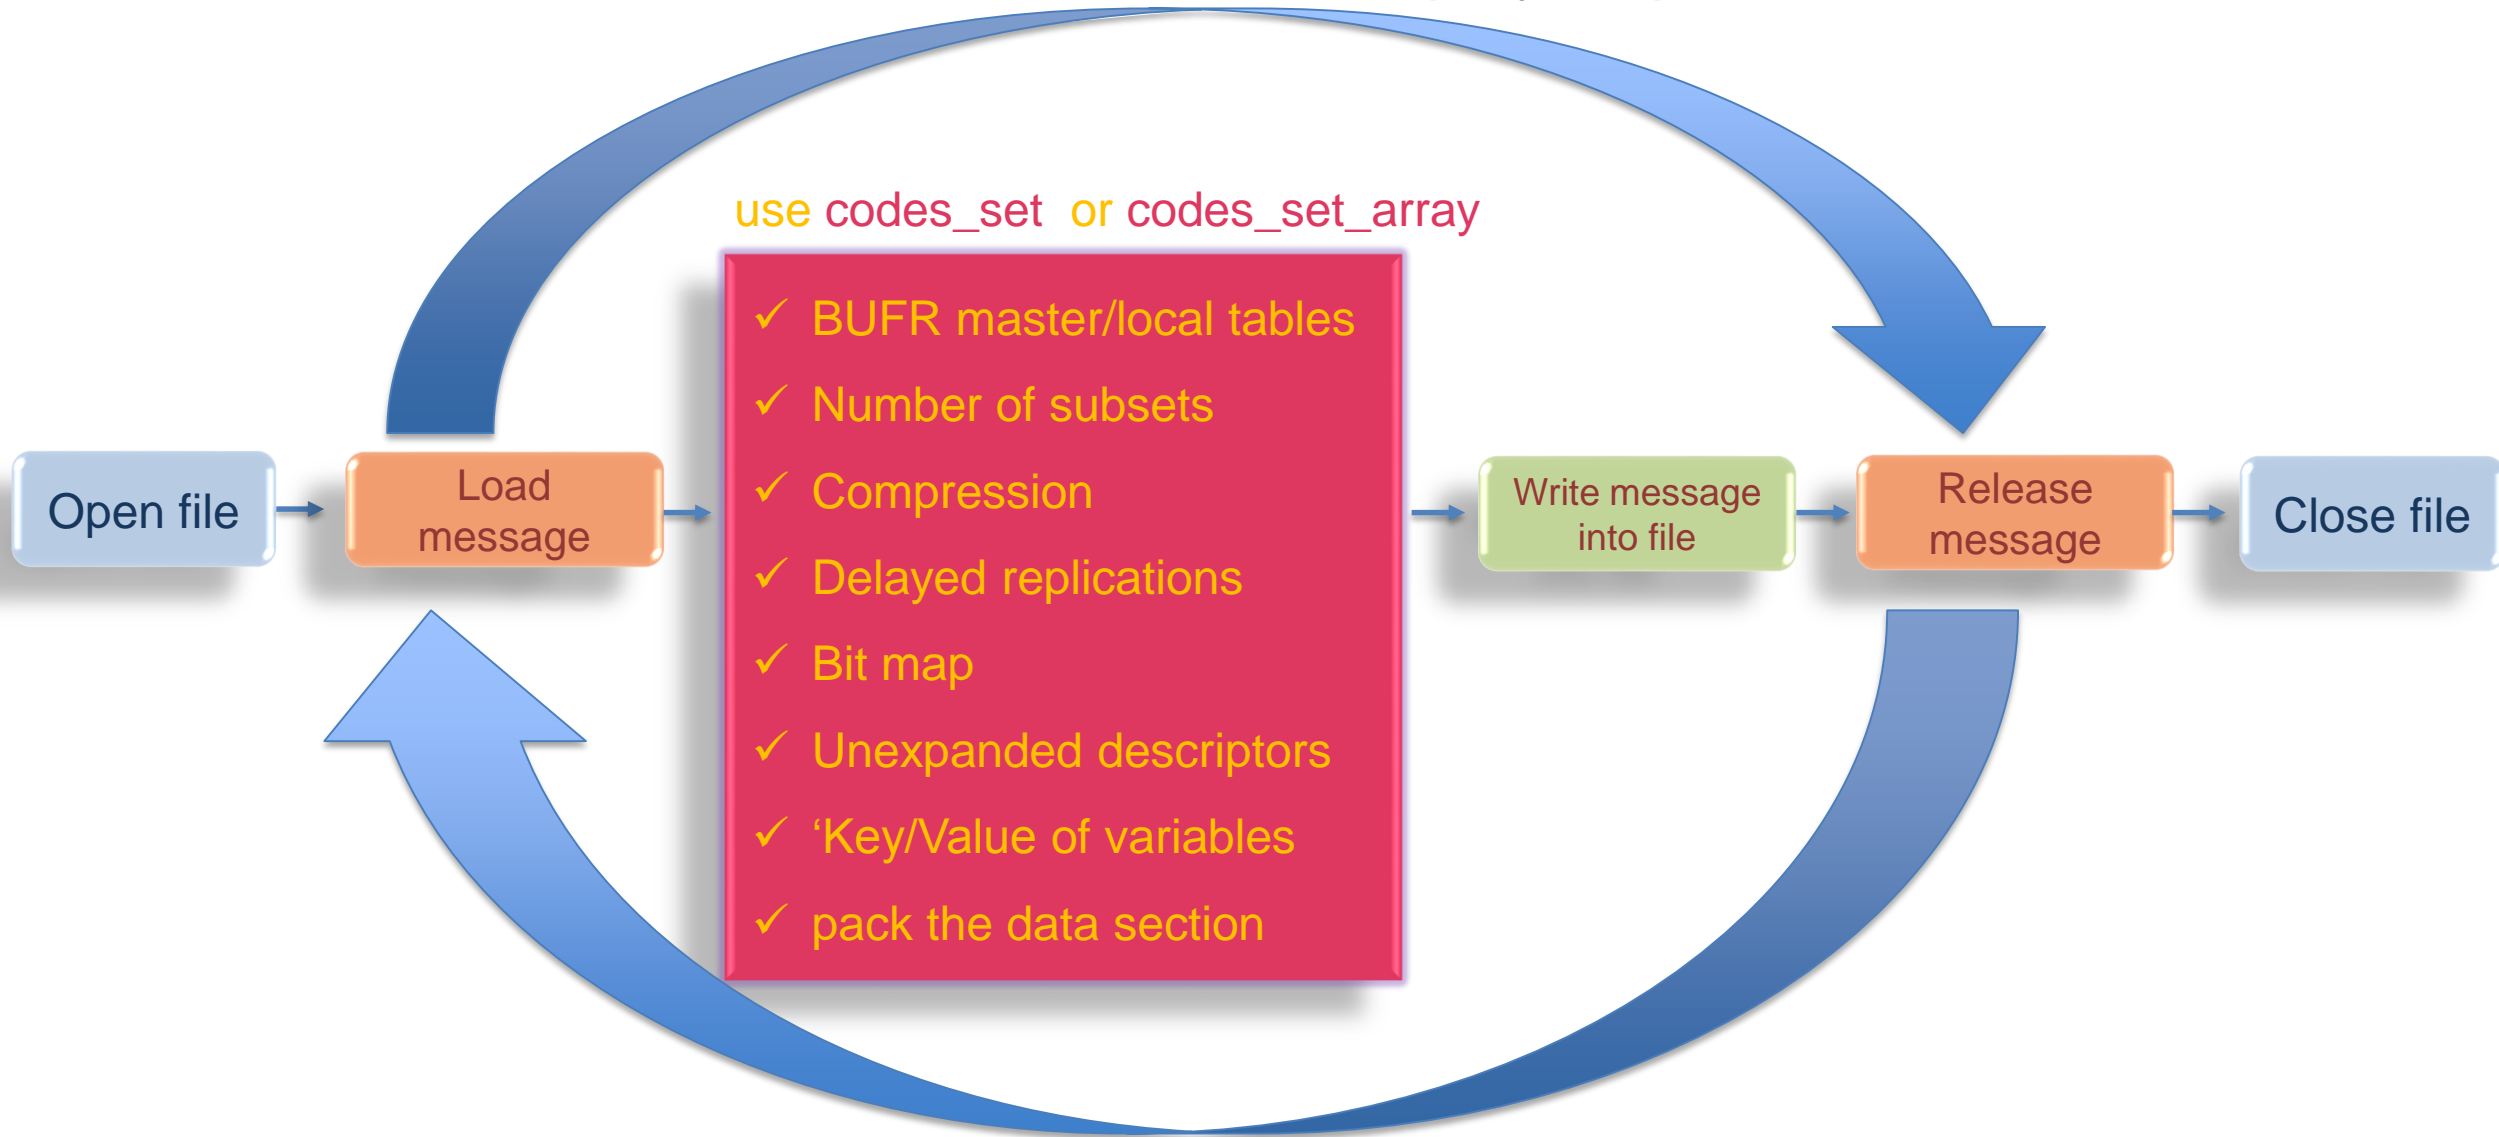 use codes_set or codes_set_array
✓ BUFR master/local tables
✓ Number of subsets
✓ Compression
✓ Delayed replications
✓ Bit map
✓ Unexpanded descriptors
✓ ‘Key/Value of variables
✓ pack the data section
Open file
Load
message
Write message
into file
Release
message
Close file